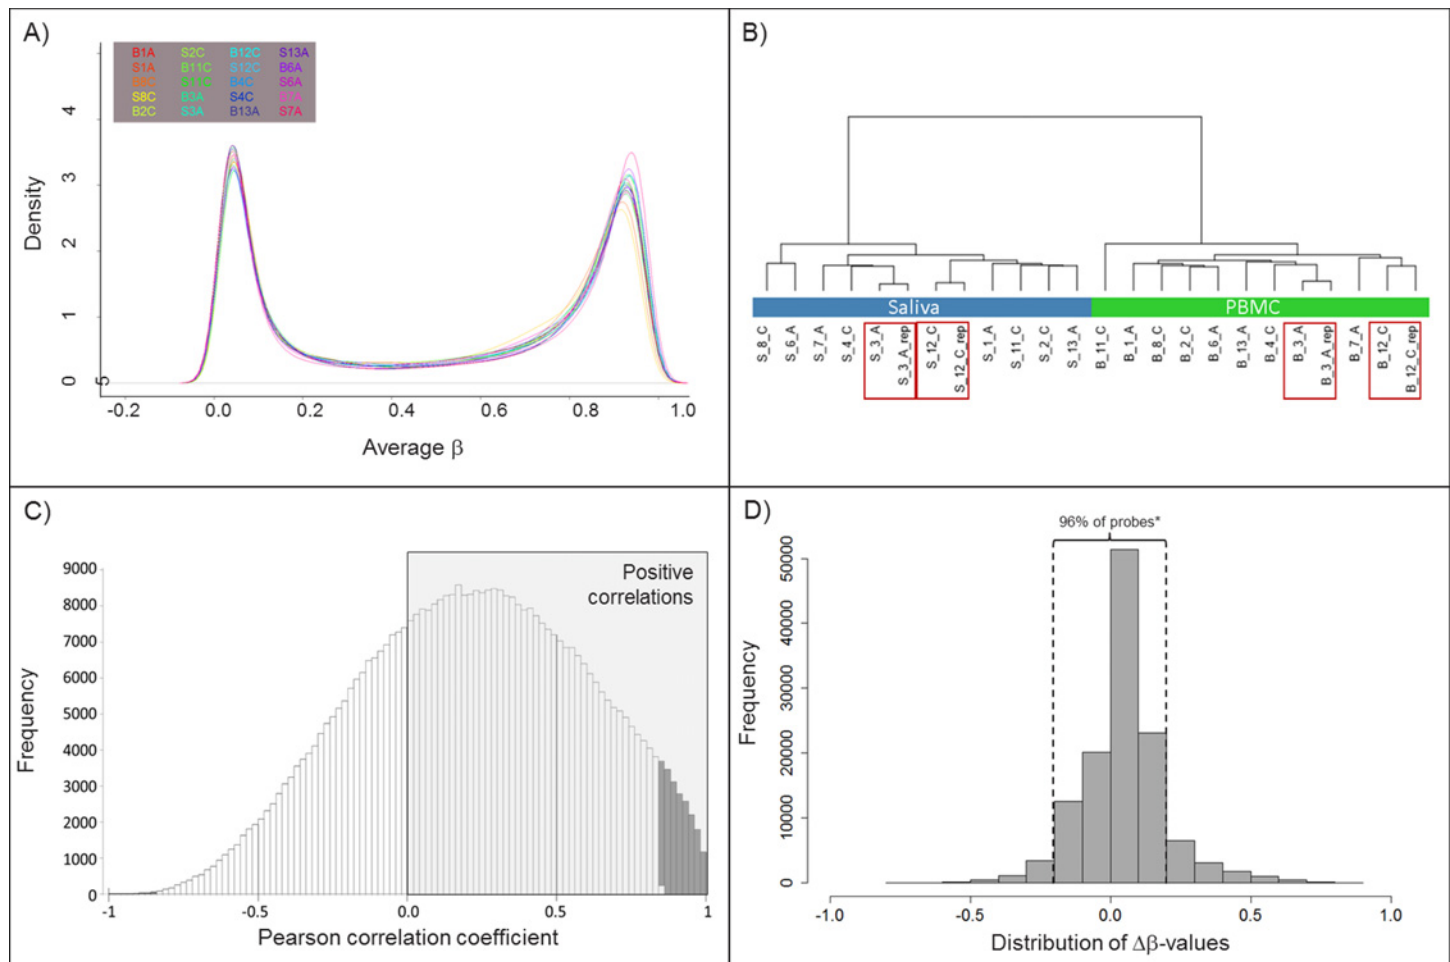 A)
B1A S2C B12C S13A
S1A B11C S12C B6A
B8C S11C B4C S6A
S8C B3A S4C B7A
B2C S3A B13A S7A
4
3
2
1
0
5
Density
-0.2 0.0 0.2 0.4 0.6 0.8 1.0
Average β
B)
Saliva PBMC
S_8_C
S_6_A
S_7_A
S_4_C
S_3_A
S_3_A_rep
S_12_C
S_12_C_rep
S_1_A
S_11_C
S_2_C
S_13_A
B_11_C
B_1_A
B_8_C
B_2_C
B_6_A
B_13_A
B_4_C
B_3_A
B_3_A_rep
B_7_A
B_12_C
B_12_C_rep
C)
Positive
correlations
9000
8000
7000
6000
5000
4000
3000
2000
1000
0
Frequency
-1 -0.5 0.0 0.5 1
Pearson correlation coefficient
D)
96% of probes*
50000
40000
30000
20000
10000
0
Frequency
-1.0 -0.5 0.0 0.5 1.0
Distribution of Δβ-values